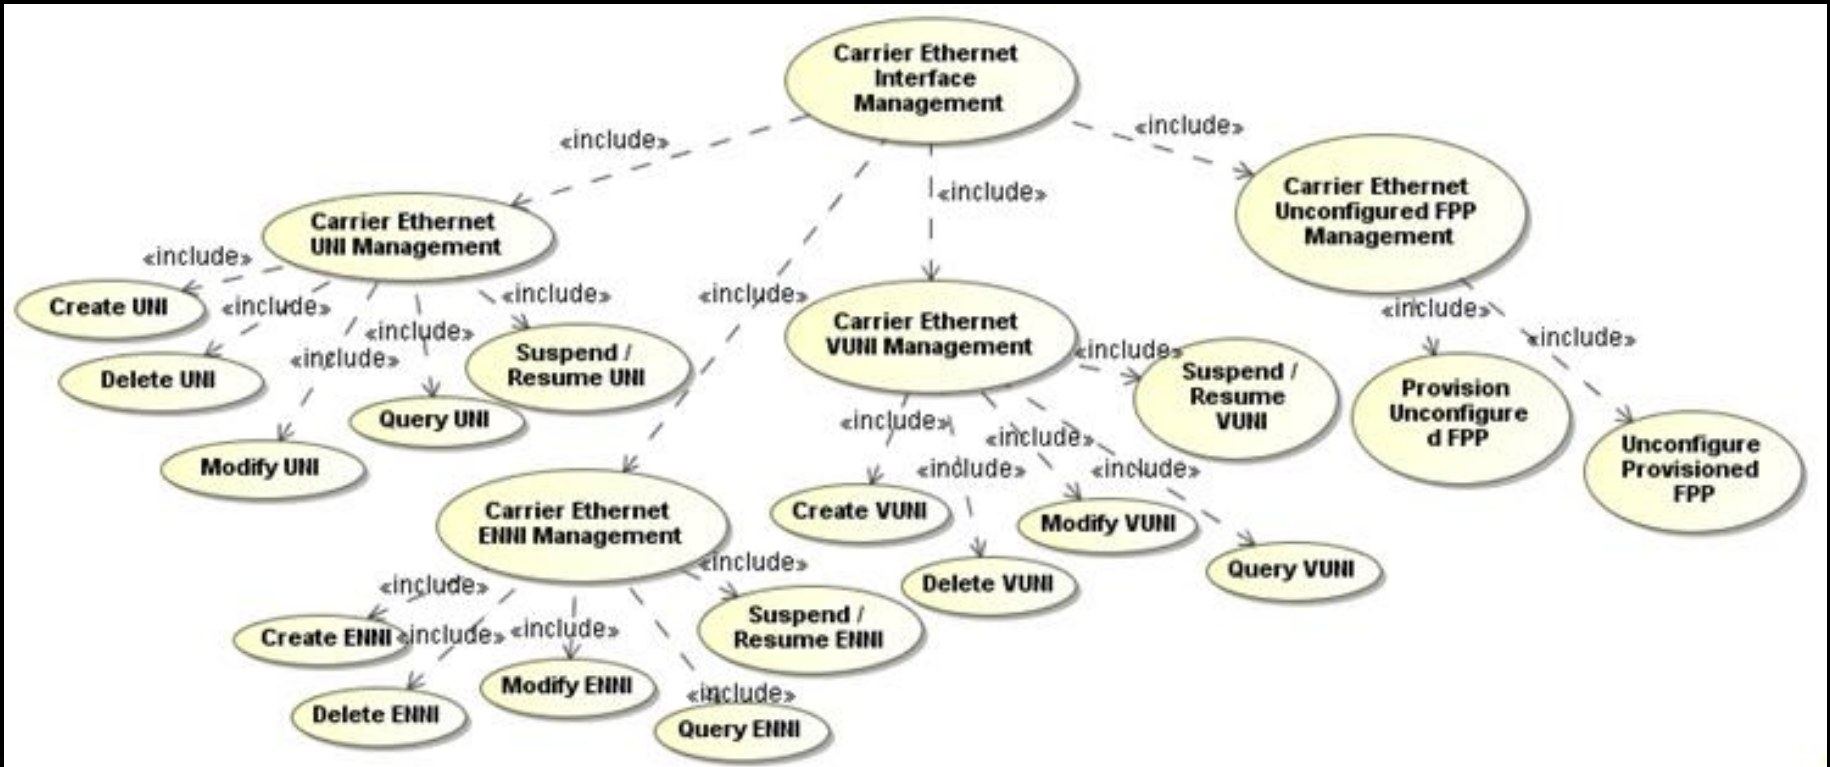 Carrier Ethernet
Interface
Management
«include»
«include»
«include»
«include»
Carrier Ethernet
UNI Management
Carrier Ethernet
Unconfigured FPP
Management
«include»
Create UNI
«include»
Delete UNI
«include»
Modify UNI
«include»
Query UNI
«include»
Suspend /
Resume UNI
Carrier Ethernet
VUNI Management
«include»
Suspend /
Resume
VUNI
«include»
Create VUNI
«include»
Delete VUNI
«include»
Modify VUNI
«include»
Query VUNI
«include»
Provision
Unconfigure
d FPP
«include»
Unconfigure
Provisioned
FPP
Carrier Ethernet
ENNI Management
«include»
Create ENNI
«include»
Delete ENNI
«include»
Modify ENNI
«include»
Query ENNI
«include»
Suspend /
Resume ENNI